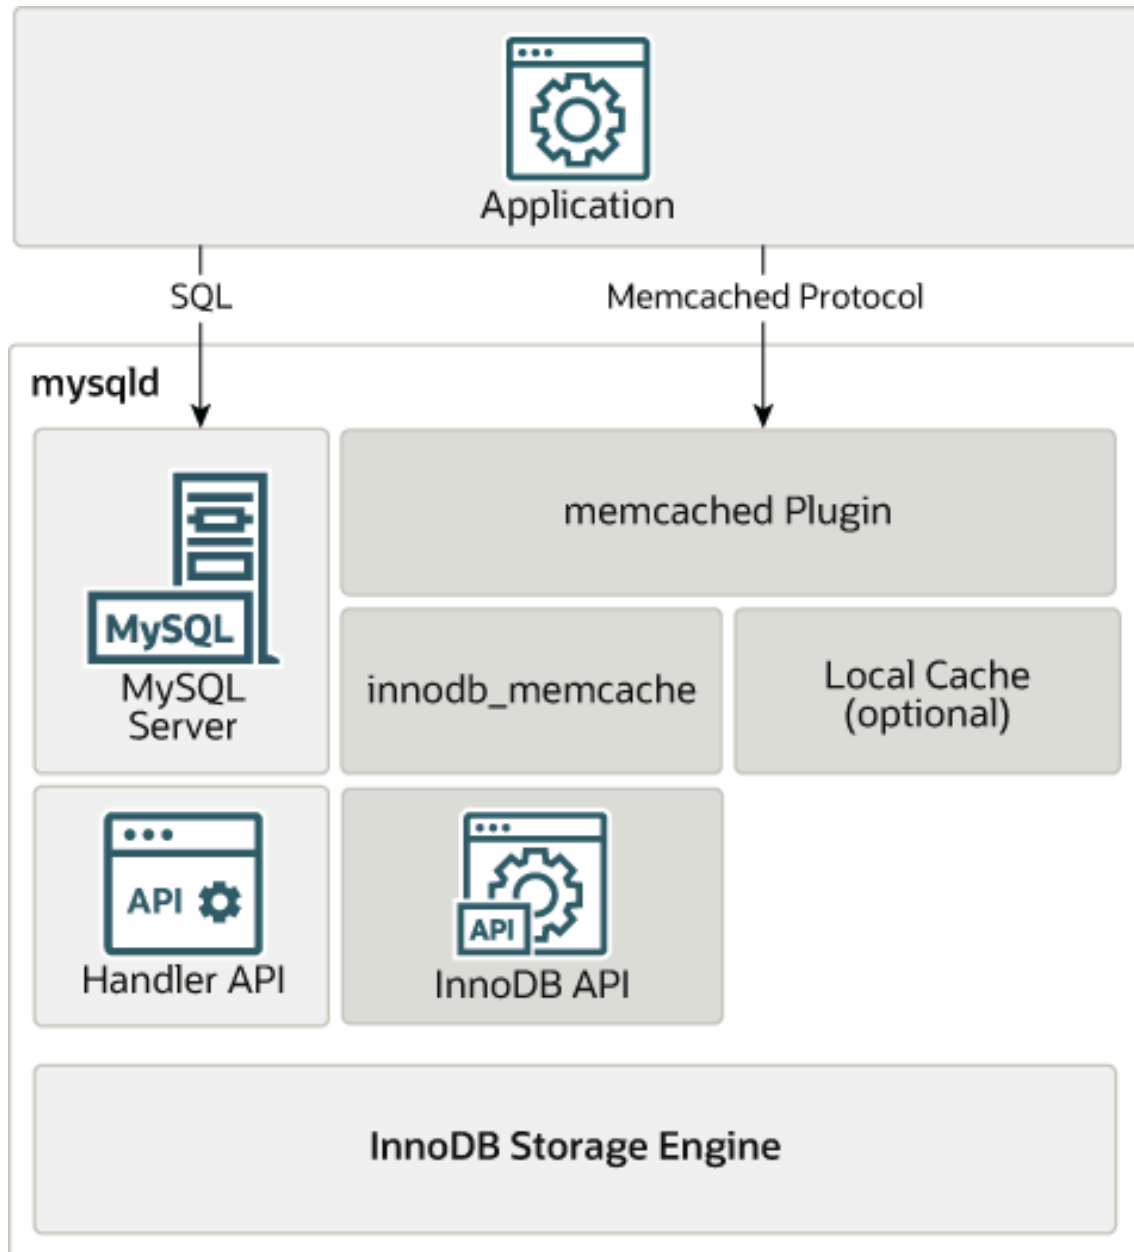 Application
SQL
Memcached Protocol
mysqld
memcached Plugin
MySQL
MySQL
Server
innodb_memcache
Local Cache
(optional)
API
Handler API
API
InnoDB API
InnoDB Storage Engine